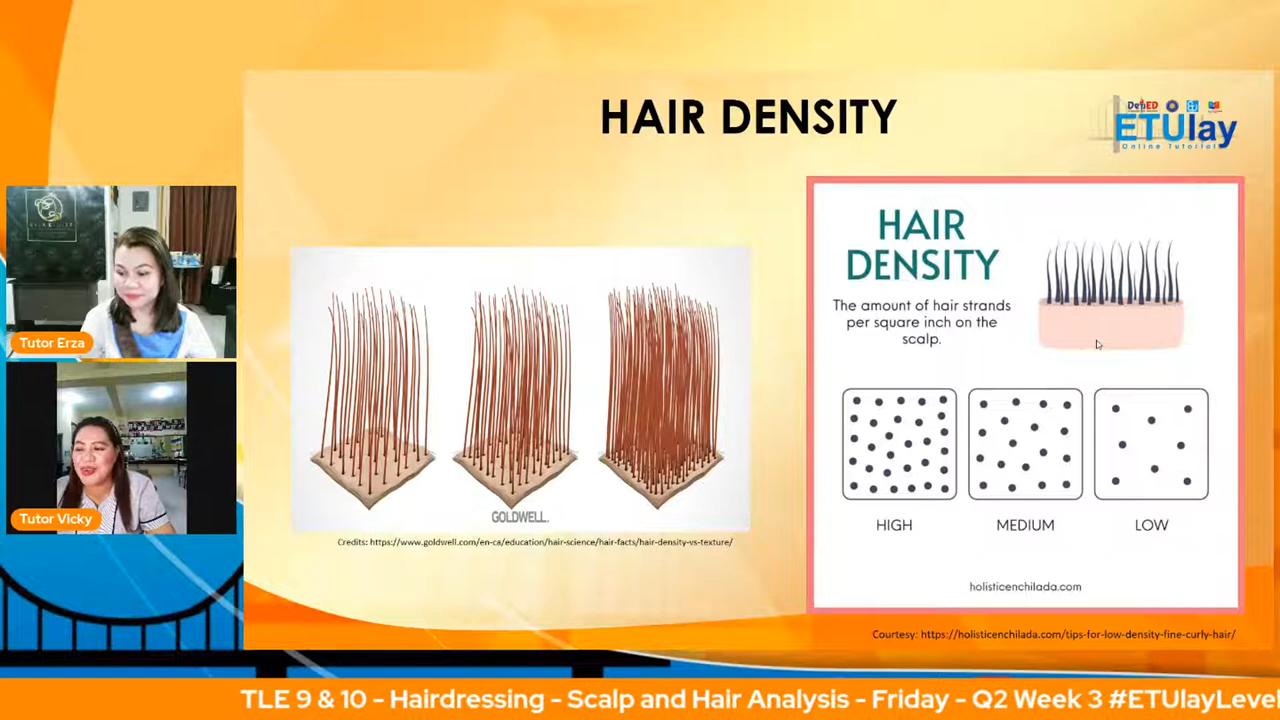 HAIR DENSITY
DepED
ETUlay
Online Tutorial
Tutor Erza
Tutor Vicky
GOLDWELL.
Credits: https://www.goldwell.com/en-ca/education/hair-science/hair-facts/hair-density-vs-texture/
HAIR
DENSITY
The amount of hair strands
per square inch on the
scalp.
HIGH
MEDIUM
LOW
holisticenchilada.com
Courtesy: https://holisticenchilada.com/tips-for-low-density-fine-curly-hair/
TLE 9 & 10 - Hairdressing - Scalp and Hair Analysis - Friday - Q2 Week 3 #ETUlayLevel